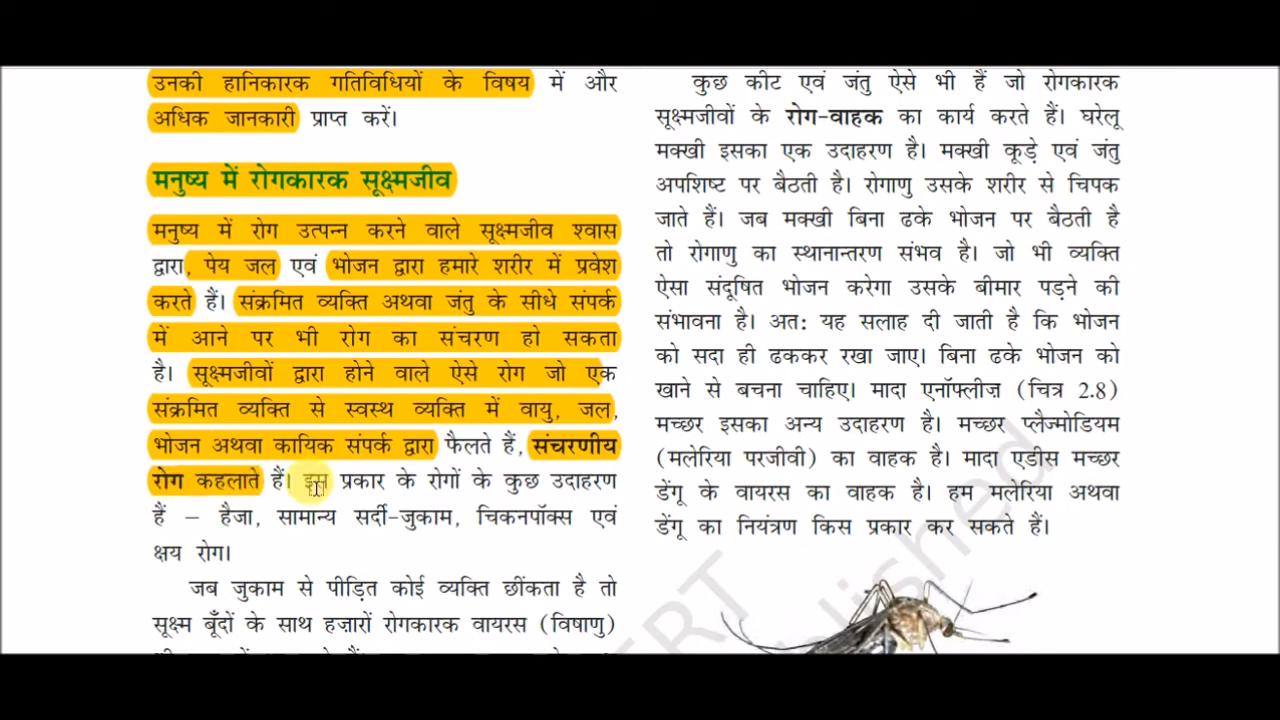 उनकी हानिकारक गतिविधियों के विषय में और
अधिक जानकारी प्राप्त करें।
मनुष्य में रोगकारक सूक्ष्मजीव
मनुष्य में रोग उत्पन्न करने वाले सूक्ष्मजीव श्वास
द्वारा, पेय जल एवं भोजन द्वारा हमारे शरीर में प्रवेश
करते हैं। संक्रमित व्यक्ति अथवा जंतु के सीधे संपर्क
में आने पर भी रोग का संचरण हो सकता
है। सूक्ष्मजीवों द्वारा होने वाले ऐसे रोग जो एक
संक्रमित व्यक्ति से स्वस्थ व्यक्ति में वायु, जल,
भोजन अथवा कायिक संपर्क द्वारा फैलते हैं, संचरणीय
रोग कहलाते हैं। इस प्रकार के रोगों के कुछ उदाहरण
हैं – हैजा, सामान्य सर्दी-जुकाम, चिकनपॉक्स एवं
क्षय रोग।
जब जुकाम से पीड़ित कोई व्यक्ति छींकता है तो
सूक्ष्म बूँदों के साथ हज़ारों रोगकारक वायरस (विषाणु)
कुछ कीट एवं जंतु ऐसे भी हैं जो रोगकारक
सूक्ष्मजीवों के रोग-वाहक का कार्य करते हैं। घरेलू
मक्खी इसका एक उदाहरण है। मक्खी कूड़े एवं जंतु
अपशिष्ट पर बैठती है। रोगाणु उसके शरीर से चिपक
जाते हैं। जब मक्खी बिना ढके भोजन पर बैठती है
तो रोगाणु का स्थानान्तरण संभव है। जो भी व्यक्ति
ऐसा संदूषित भोजन करेगा उसके बीमार पड़ने की
संभावना है। अत: यह सलाह दी जाती है कि भोजन
को सदा ही ढककर रखा जाए। बिना ढके भोजन को
खाने से बचना चाहिए। मादा एनॉफ्लीज़ (चित्र 2.8)
मच्छर इसका अन्य उदाहरण है। मच्छर प्लैज्मोडियम
(मलेरिया परजीवी) का वाहक है। मादा एडीस मच्छर
डेंगू के वायरस का वाहक है। हम मलेरिया अथवा
डेंगू का नियंत्रण किस प्रकार कर सकते हैं।